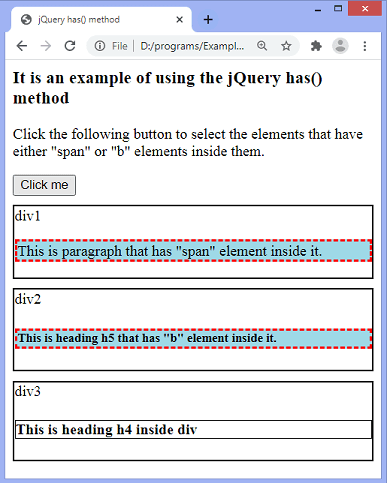 jQuery has() method
File
D:/programs/Exampl...
It is an example of using the jQuery has()
method
Click the following button to select the elements that have
either "span" or "b" elements inside them.
Click me
div1
This is paragraph that has "span" element inside it.
div2
This is heading h5 that has "b" element inside it.
div3
This is heading h4 inside div